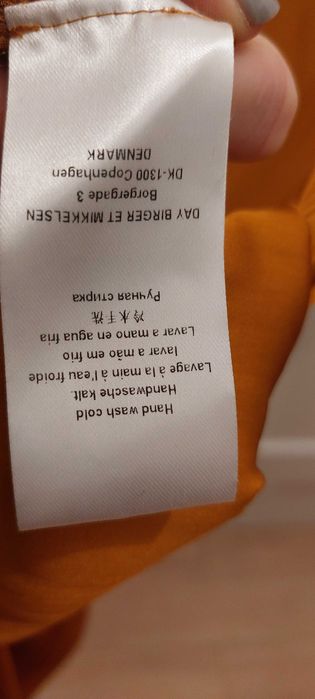 Hand wash cold
Handwasche kalt.
Lavage à la main à l'eau froide
lavar a mão em frio
Lavar a mano en agua fria
冷水手洗
Ручная стирка
DAY BIRGER ET MIKKELSEN
Borgergade 3
DK-1300 Copenhagen
DENMARK